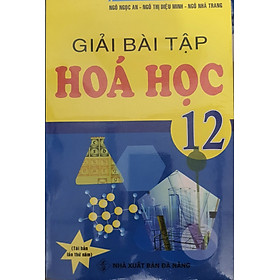 NGÔ NGỌC AN - NGÔ THỊ DIỆU MINH - NGÔ NHÃ TRANG
GIẢI BÀI TẬP
HOÁ HỌC
12
(Tái bản
lần thứ năm)
NHÀ XUẤT BẢN ĐÀ NẴNG